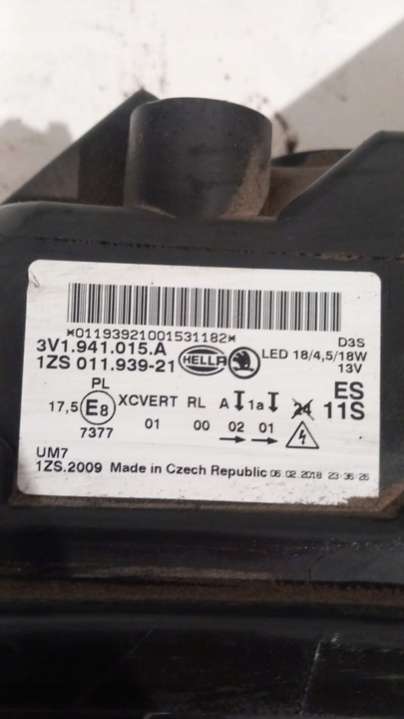 *011939210015311​82*
3V1.941.015.A
D3S
HELLA
LED 18/4,5/18W
1ZS 011.939-21
13V
PL
ES
17,5 E8 XCVERT RL A 1a 24 11S
7377 01 00 02 01
UM7
1ZS.2009 Made in Czech Republic 06.02.2018 23:36:26